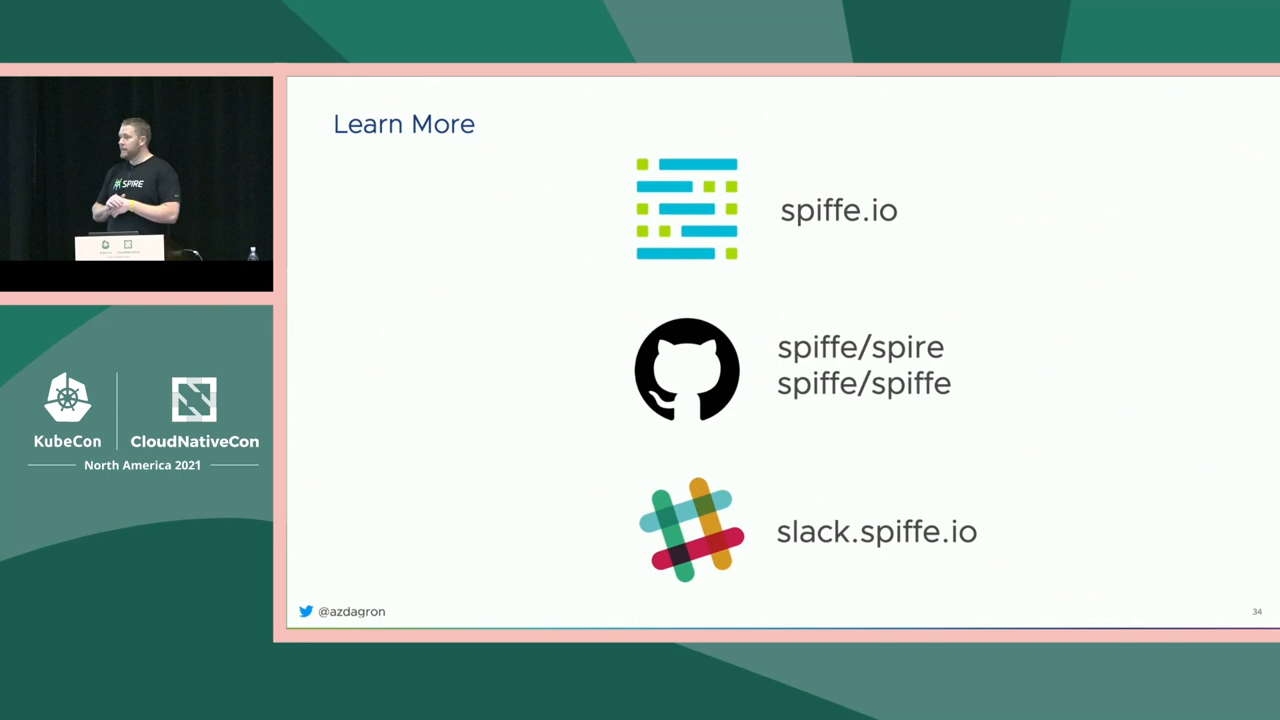 Learn More
spiffe.io
spiffe/spire
spiffe/spiffe
slack.spiffe.io
@azdagron
34
SPIRE
KubeCon
CloudNativeCon
North America 2021